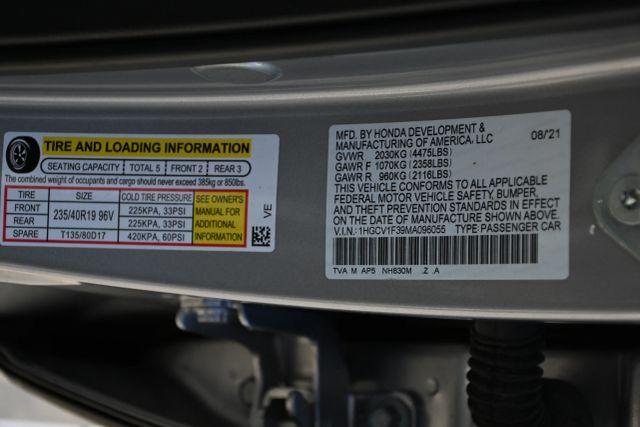 TIRE AND LOADING INFORMATION
SEATING CAPACITY TOTAL 5 FRONT 2 REAR 3
The combined weight of occupants and cargo should never exceed 385kg or 850lbs.
TIRE SIZE COLD TIRE PRESSURE
FRONT 235/40R19 96V 225KPA, 33PSI
REAR 225KPA, 33PSI
SPARE T135/80D17 420KPA, 60PSI
SEE OWNER'S
MANUAL FOR
ADDITIONAL
INFORMATION
VE
MFD. BY HONDA DEVELOPMENT &
MANUFACTURING OF AMERICA, LLC 08/21
GVWR 2030KG (4475LBS)
GAWR F 1070KG (2358LBS)
GAWR R 960KG (2116LBS)
THIS VEHICLE CONFORMS TO ALL APPLICABLE
FEDERAL MOTOR VEHICLE SAFETY, BUMPER,
AND THEFT PREVENTION STANDARDS IN EFFECT
ON THE DATE OF MANUFACTURE SHOWN ABOVE.
V.I.N.: 1HGCV1F39MA096055 TYPE: PASSENGER CAR
TVA M AP5 NH830M Z A